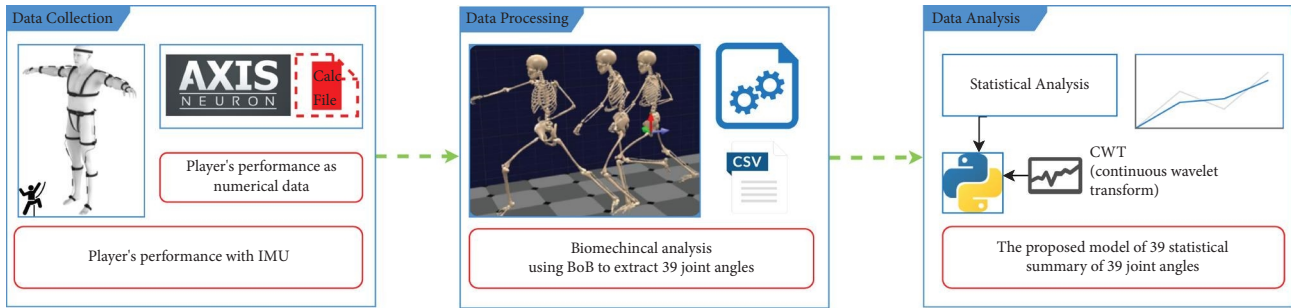 Data Collection
AXIS
NEURON
Calc
File
Player's performance as
numerical data
Player's performance with IMU
Data Processing
CSV
Biomechincal analysis
using BoB to extract 39 joint angles
Data Analysis
Statistical Analysis
CWT
(continuous wavelet
transform)
The proposed model of 39 statistical
summary of 39 joint angles